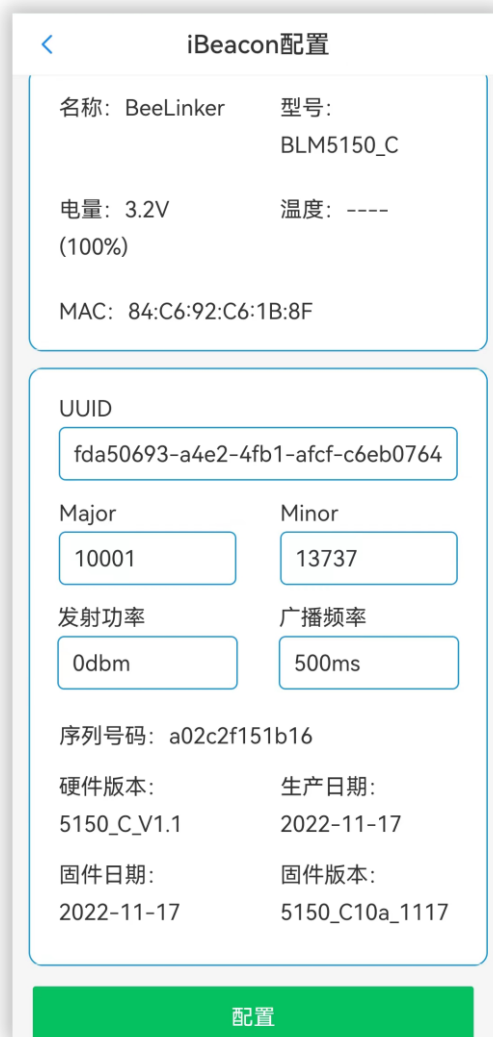 iBeacon配置
名称：BeeLinker
型号：
BLM5150_C
电量：3.2V
(100%)
温度：----
MAC：84:C6:92:C6:1B:8F
UUID
fda50693-a4e2-4fb1-afcf-c6eb0764
Major
Minor
10001
13737
发射功率
广播频率
0dbm
500ms
序列号码：a02c2f151b16
硬件版本：
5150_C_V1.1
生产日期：
2022-11-17
固件日期：
2022-11-17
固件版本：
5150_C10a_1117
配置